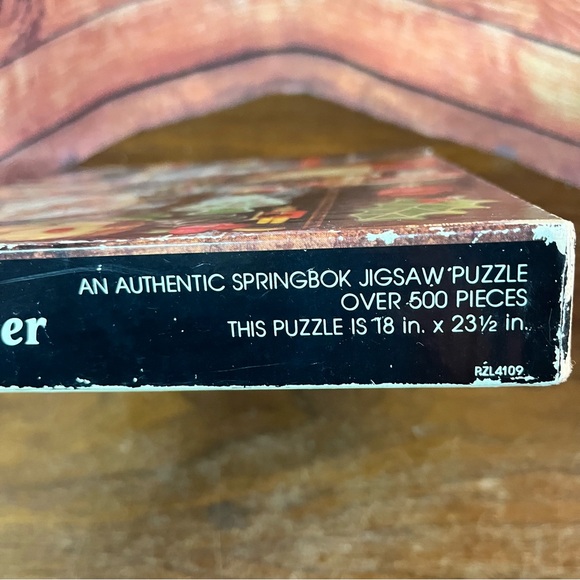 AN AUTHENTIC SPRINGBOK JIGSAW PUZZLE
OVER 500 PIECES
er
THIS PUZZLE IS 18 in. x 23½ in.
RZL4109